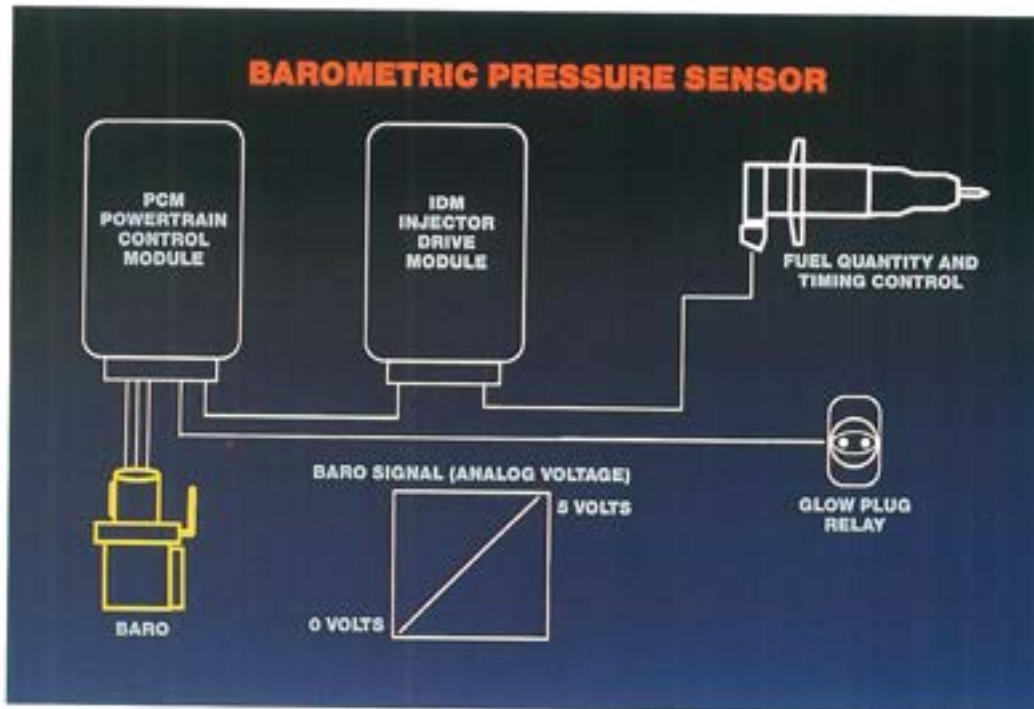 BAROMETRIC PRESSURE SENSOR
PCM
POWERTRAIN
CONTROL
MODULE
IDM
INJECTOR
DRIVE
MODULE
FUEL QUANTITY AND
TIMING CONTROL
BARO SIGNAL (ANALOG VOLTAGE)
5 VOLTS
GLOW PLUG
RELAY
0 VOLTS
BARO